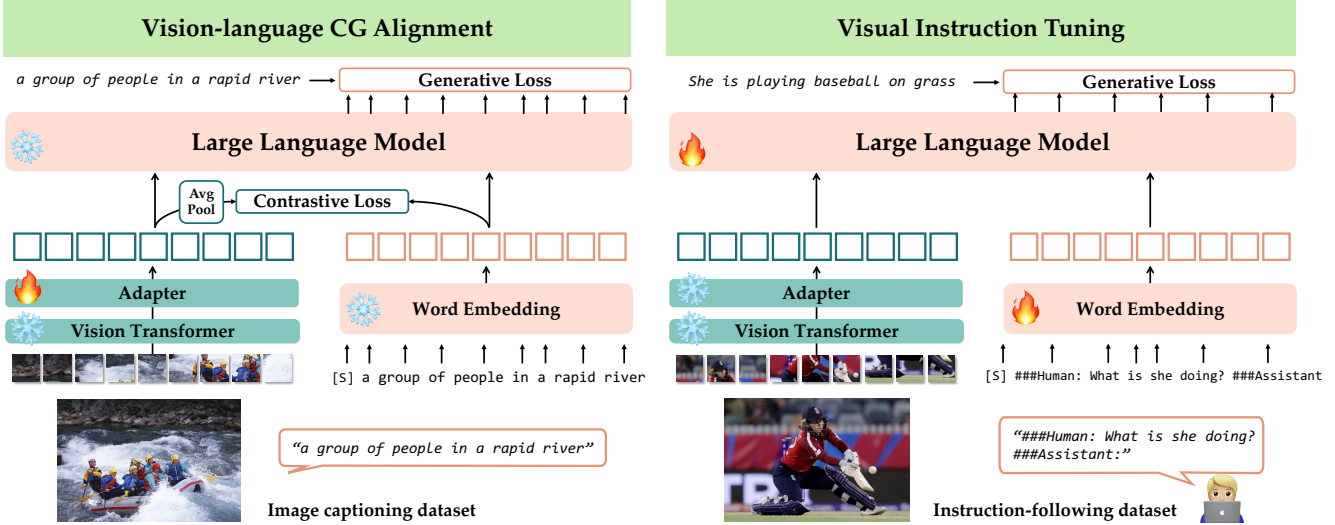 Vision-language CG Alignment
a group of people in a rapid river
Generative Loss
Large Language Model
Avg
Pool
Contrastive Loss
Adapter
Vision Transformer
Word Embedding
[S] a group of people in a rapid river
“a group of people in a rapid river”
Image captioning dataset
Visual Instruction Tuning
She is playing baseball on grass
Generative Loss
Large Language Model
Adapter
Vision Transformer
Word Embedding
[S] ###Human: What is she doing? ###Assistant
“###Human: What is she doing?
###Assistant:”
Instruction-following dataset